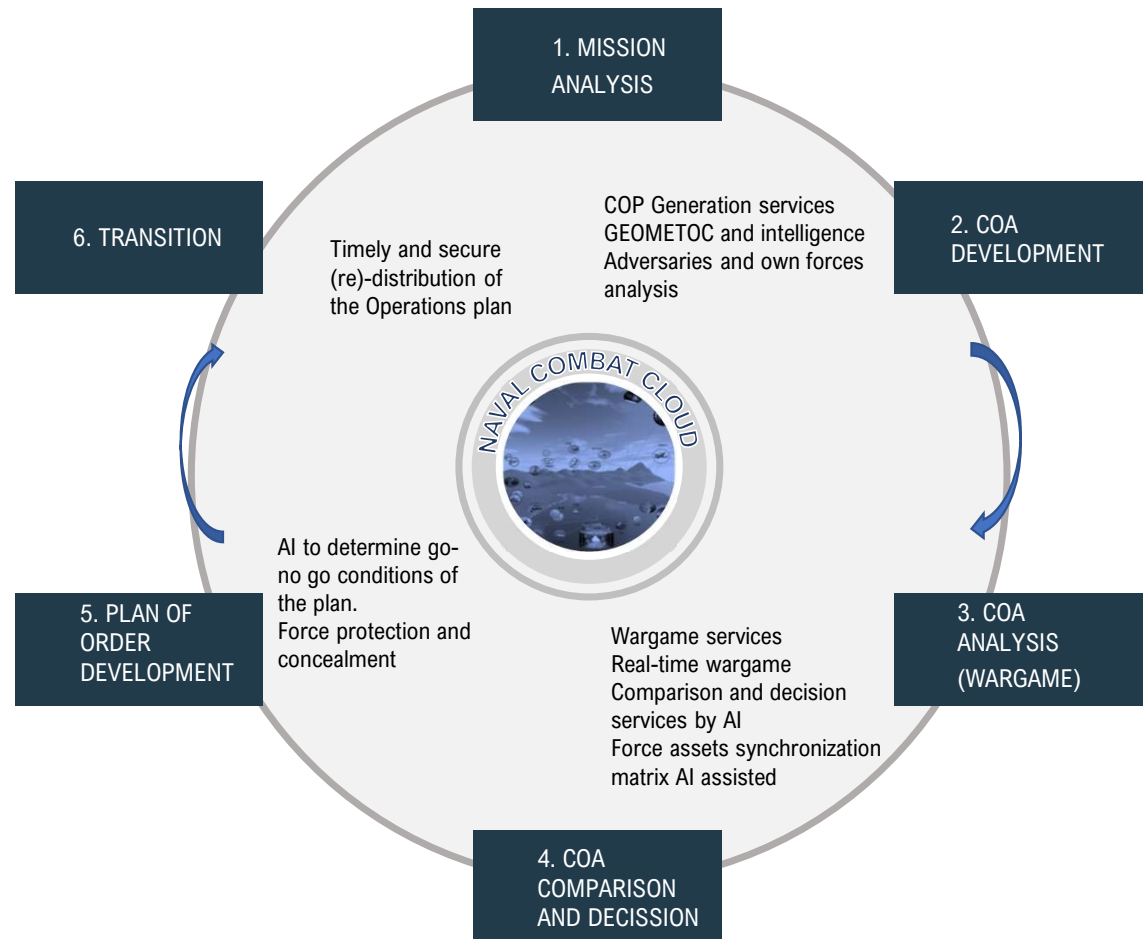 1. MISSION
ANALYSIS
6. TRANSITION
2. COA
DEVELOPMENT
COP Generation services
GEOMETOC and intelligence
Adversaries and own forces
analysis
Timely and secure
(re)-distribution of
the Operations plan
NAVAL COMBAT CLOUD
AI to determine go-
no go conditions of
the plan.
Force protection and
concealment
5. PLAN OF
ORDER
DEVELOPMENT
3. COA
ANALYSIS
(WARGAME)
Wargame services
Real-time wargame
Comparison and decision
services by AI
Force assets synchronization
matrix AI assisted
4. COA
COMPARISON
AND DECISSION